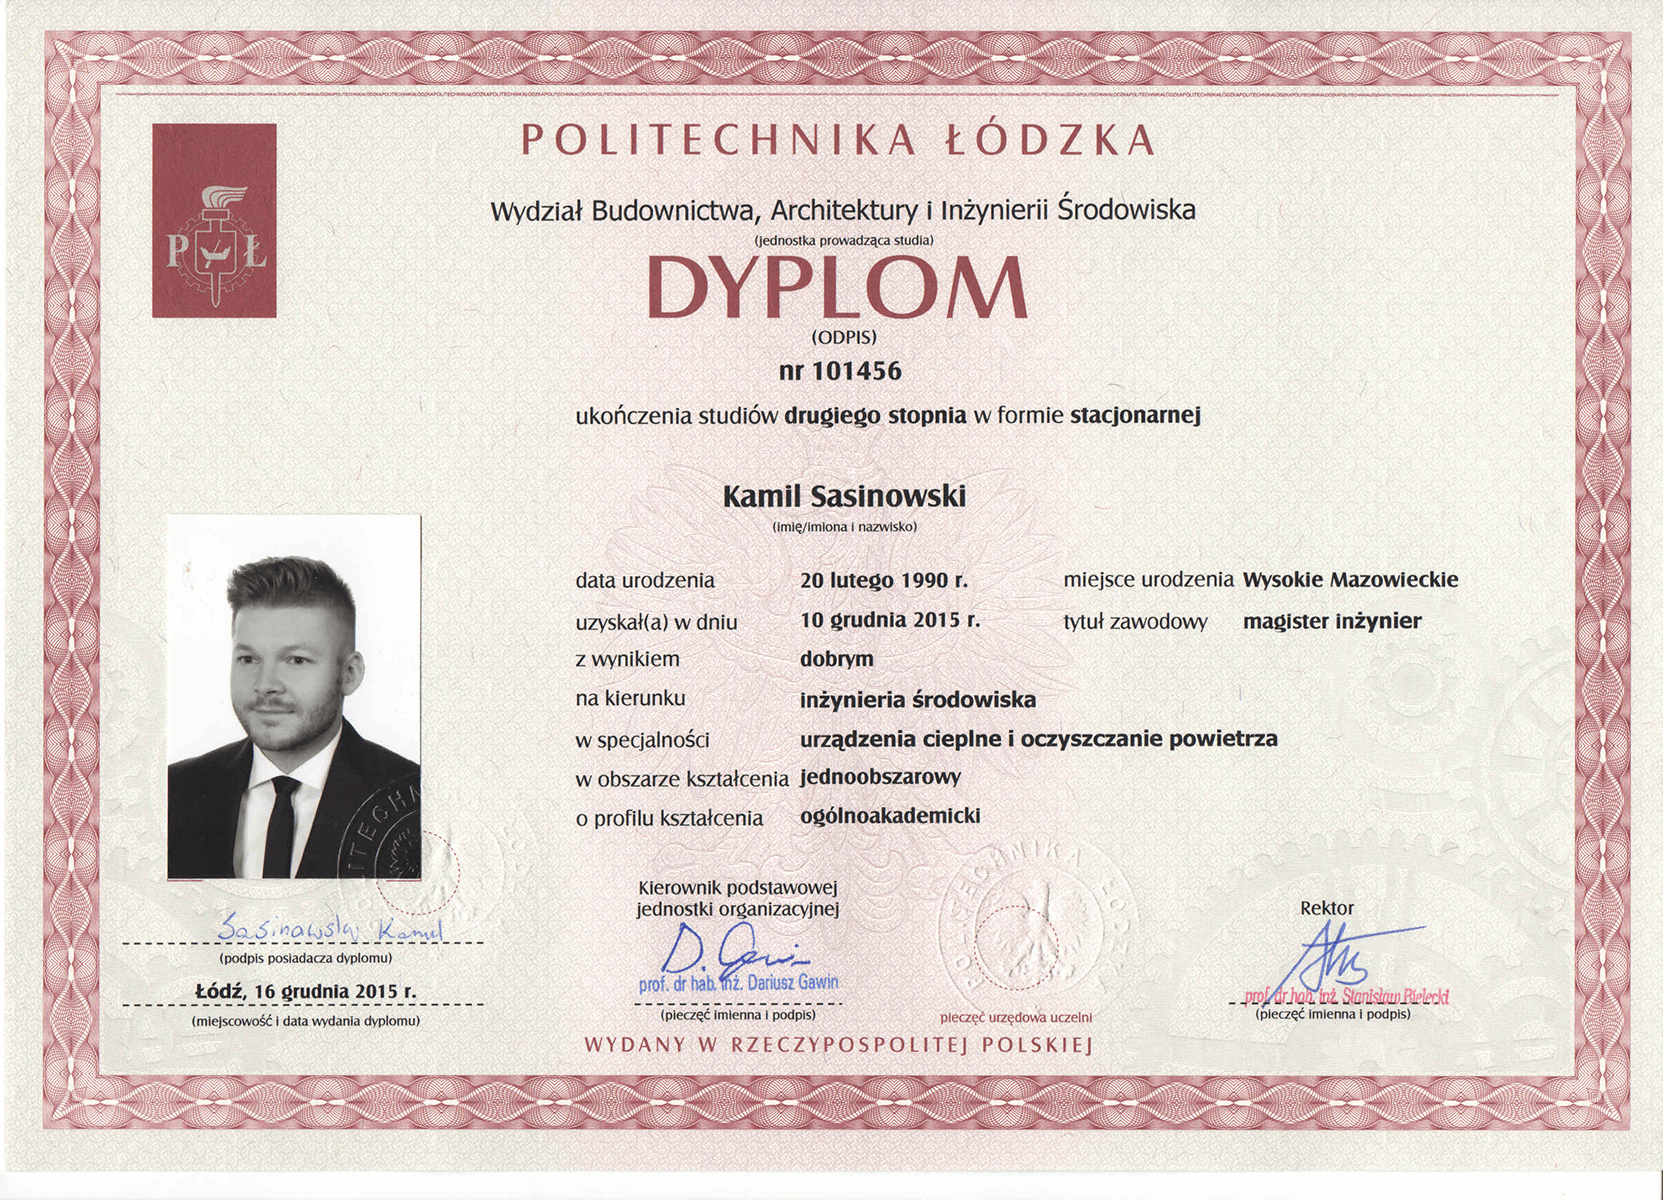 POLITECHNIKA ŁÓDZKA
P Ł
Wydział Budownictwa, Architektury i Inżynierii Środowiska
(jednostka prowadząca studia)
DYPLOM
(ODPIS)
nr 101456
ukończenia studiów drugiego stopnia w formie stacjonarnej
Kamil Sasinowski
(imię/imiona i nazwisko)
data urodzenia 20 lutego 1990 r. miejsce urodzenia Wysokie Mazowieckie
uzyskał(a) w dniu 10 grudnia 2015 r. tytuł zawodowy magister inżynier
z wynikiem dobrym
na kierunku inżynieria środowiska
w specjalności urządzenia cieplne i oczyszczanie powietrza
w obszarze kształcenia jednoobszarowy
o profilu kształcenia ogólnoakademicki
Sasinowski Kamil
(podpis posiadacza dyplomu)
Łódź, 16 grudnia 2015 r.
(miejscowość i data wydania dyplomu)
Kierownik podstawowej
jednostki organizacyjnej
D. Gawin
prof. dr hab. inż. Dariusz Gawin
(pieczęć imienna i podpis)
pieczęć urzędowa uczelni
Rektor
prof. dr hab. inż. Stanisław Bielecki
(pieczęć imienna i podpis)
WYDANY W RZECZYPOSPOLITEJ POLSKIEJ